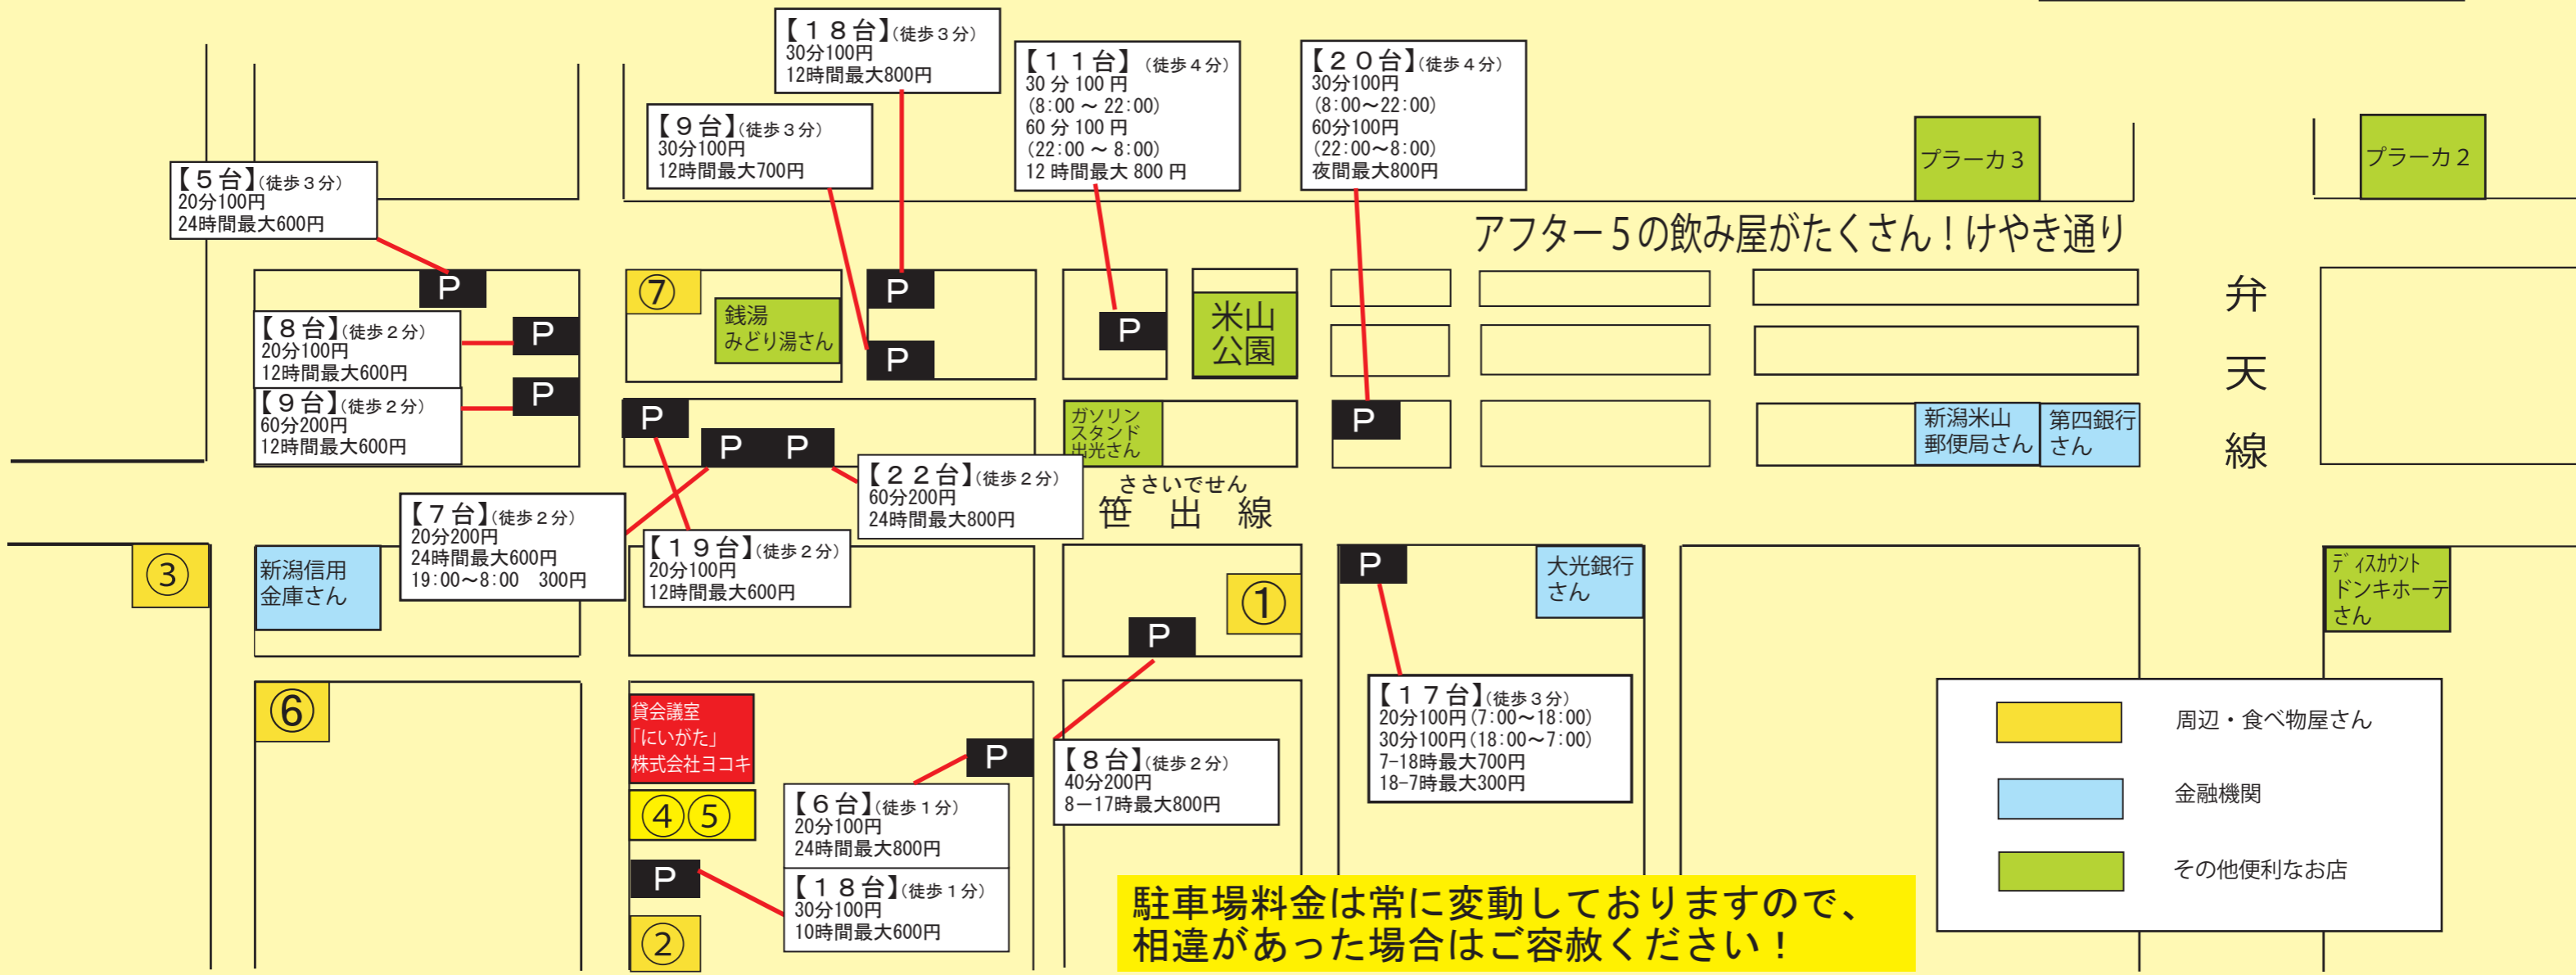 【１８台】(徒歩３分)
30分100円
12時間最大800円
【１１台】(徒歩４分)
30 分 100 円
(8:00 ～ 22:00)
60 分 100 円
(22:00 ～ 8:00)
12 時間最大 800 円
【２０台】(徒歩４分)
30分100円
(8:00～22:00)
60分100円
(22:00～8:00)
夜間最大800円
【９台】(徒歩３分)
30分100円
12時間最大700円
【５台】(徒歩３分)
20分100円
24時間最大600円
プラーカ３
プラーカ２
アフター５の飲み屋がたくさん！けやき通り
P
⑦
銭湯
みどり湯さん
P
P
P
米山
公園
弁天線
【８台】(徒歩２分)
20分100円
12時間最大600円
P
【９台】(徒歩２分)
60分200円
12時間最大600円
P
P
P
P
ガソリン
スタンド
出光さん
P
新潟米山
郵便局さん
第四銀行
さん
【２２台】(徒歩２分)
60分200円
24時間最大800円
ささいでせん
笹出線
【７台】(徒歩２分)
20分200円
24時間最大600円
19:00～8:00　300円
【１９台】(徒歩２分)
20分100円
12時間最大600円
③
新潟信用
金庫さん
①
P
P
大光銀行
さん
ディスカウント
ドンキホーテ
さん
⑥
貸会議室
「にいがた」
株式会社ヨコキ
P
④⑤
【６台】(徒歩１分)
20分100円
24時間最大800円
【８台】(徒歩２分)
40分200円
8－17時最大800円
【１７台】(徒歩３分)
20分100円(7:00～18:00)
30分100円(18:00～7:00)
7-18時最大700円
18-7時最大300円
P
【１８台】(徒歩１分)
30分100円
10時間最大600円
②
周辺・食べ物屋さん
金融機関
その他便利なお店
駐車場料金は常に変動しておりますので、
相違があった場合はご容赦ください！